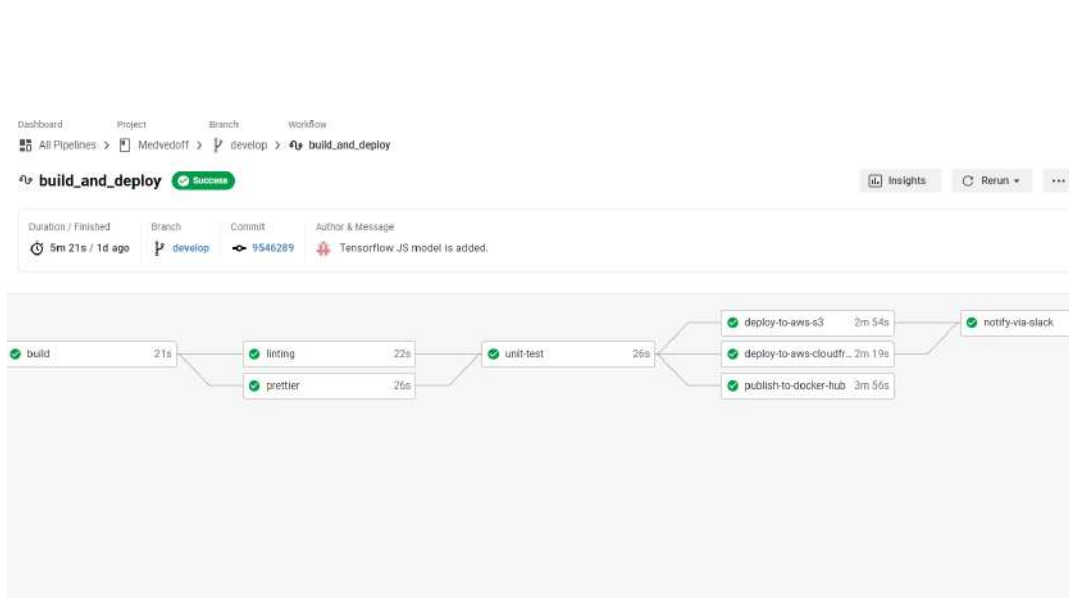 Dashboard Project Branch Workflow
All Pipelines > Medvedoff > develop > build_and_deploy
build_and_deploy Success Insights Rerun
Duration / Finished Branch Commit Author & Message
5m 21s / 1d ago develop 9546289 Tensorflow JS model is added.
deploy-to-aws-s3 2m 54s notify-via-slack
build 21s linting 22s unit-test 26s deploy-to-aws-cloudfr... 2m 19s
prettier 26s publish-to-docker-hub 3m 56s